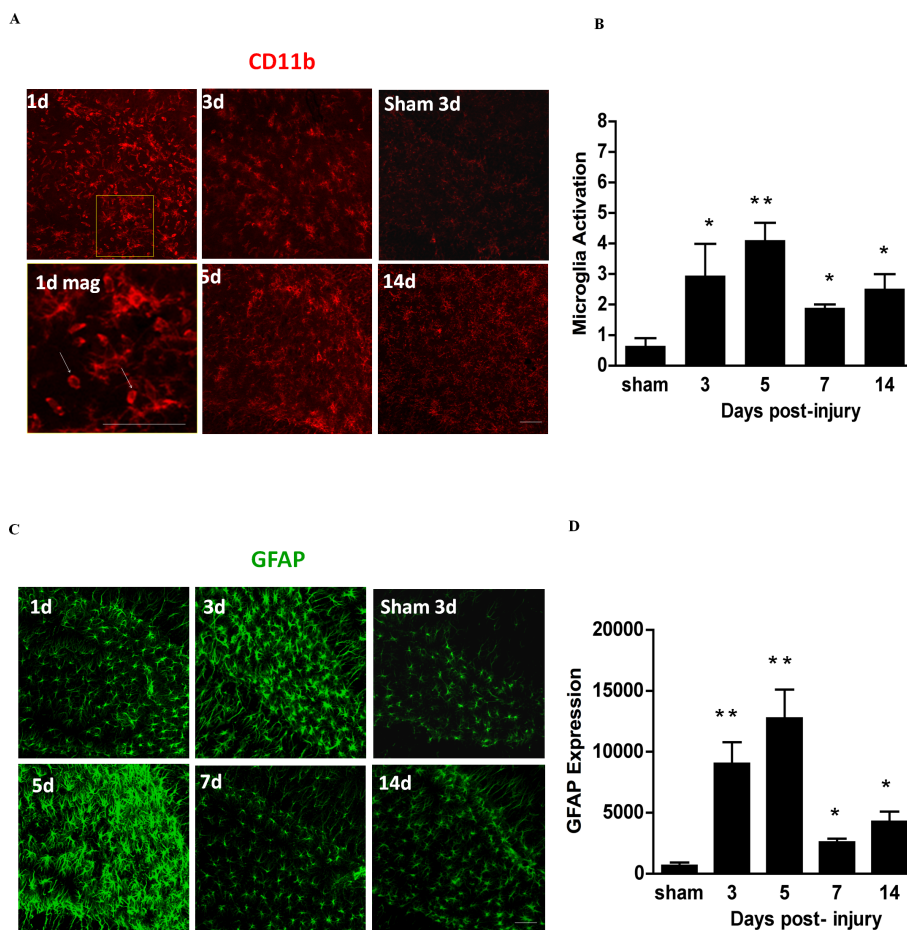 A
CD11b
1d
3d
Sham 3d
1d mag
5d
14d
B
Microglia Activation
8
7
6
5
4
3
2
1
0
*
**
*
*
sham 3 5 7 14
Days post-injury
C
GFAP
1d
3d
Sham 3d
5d
7d
14d
D
GFAP Expression
20000
15000
10000
5000
0
**
**
*
*
sham 3 5 7 14
Days post- injury